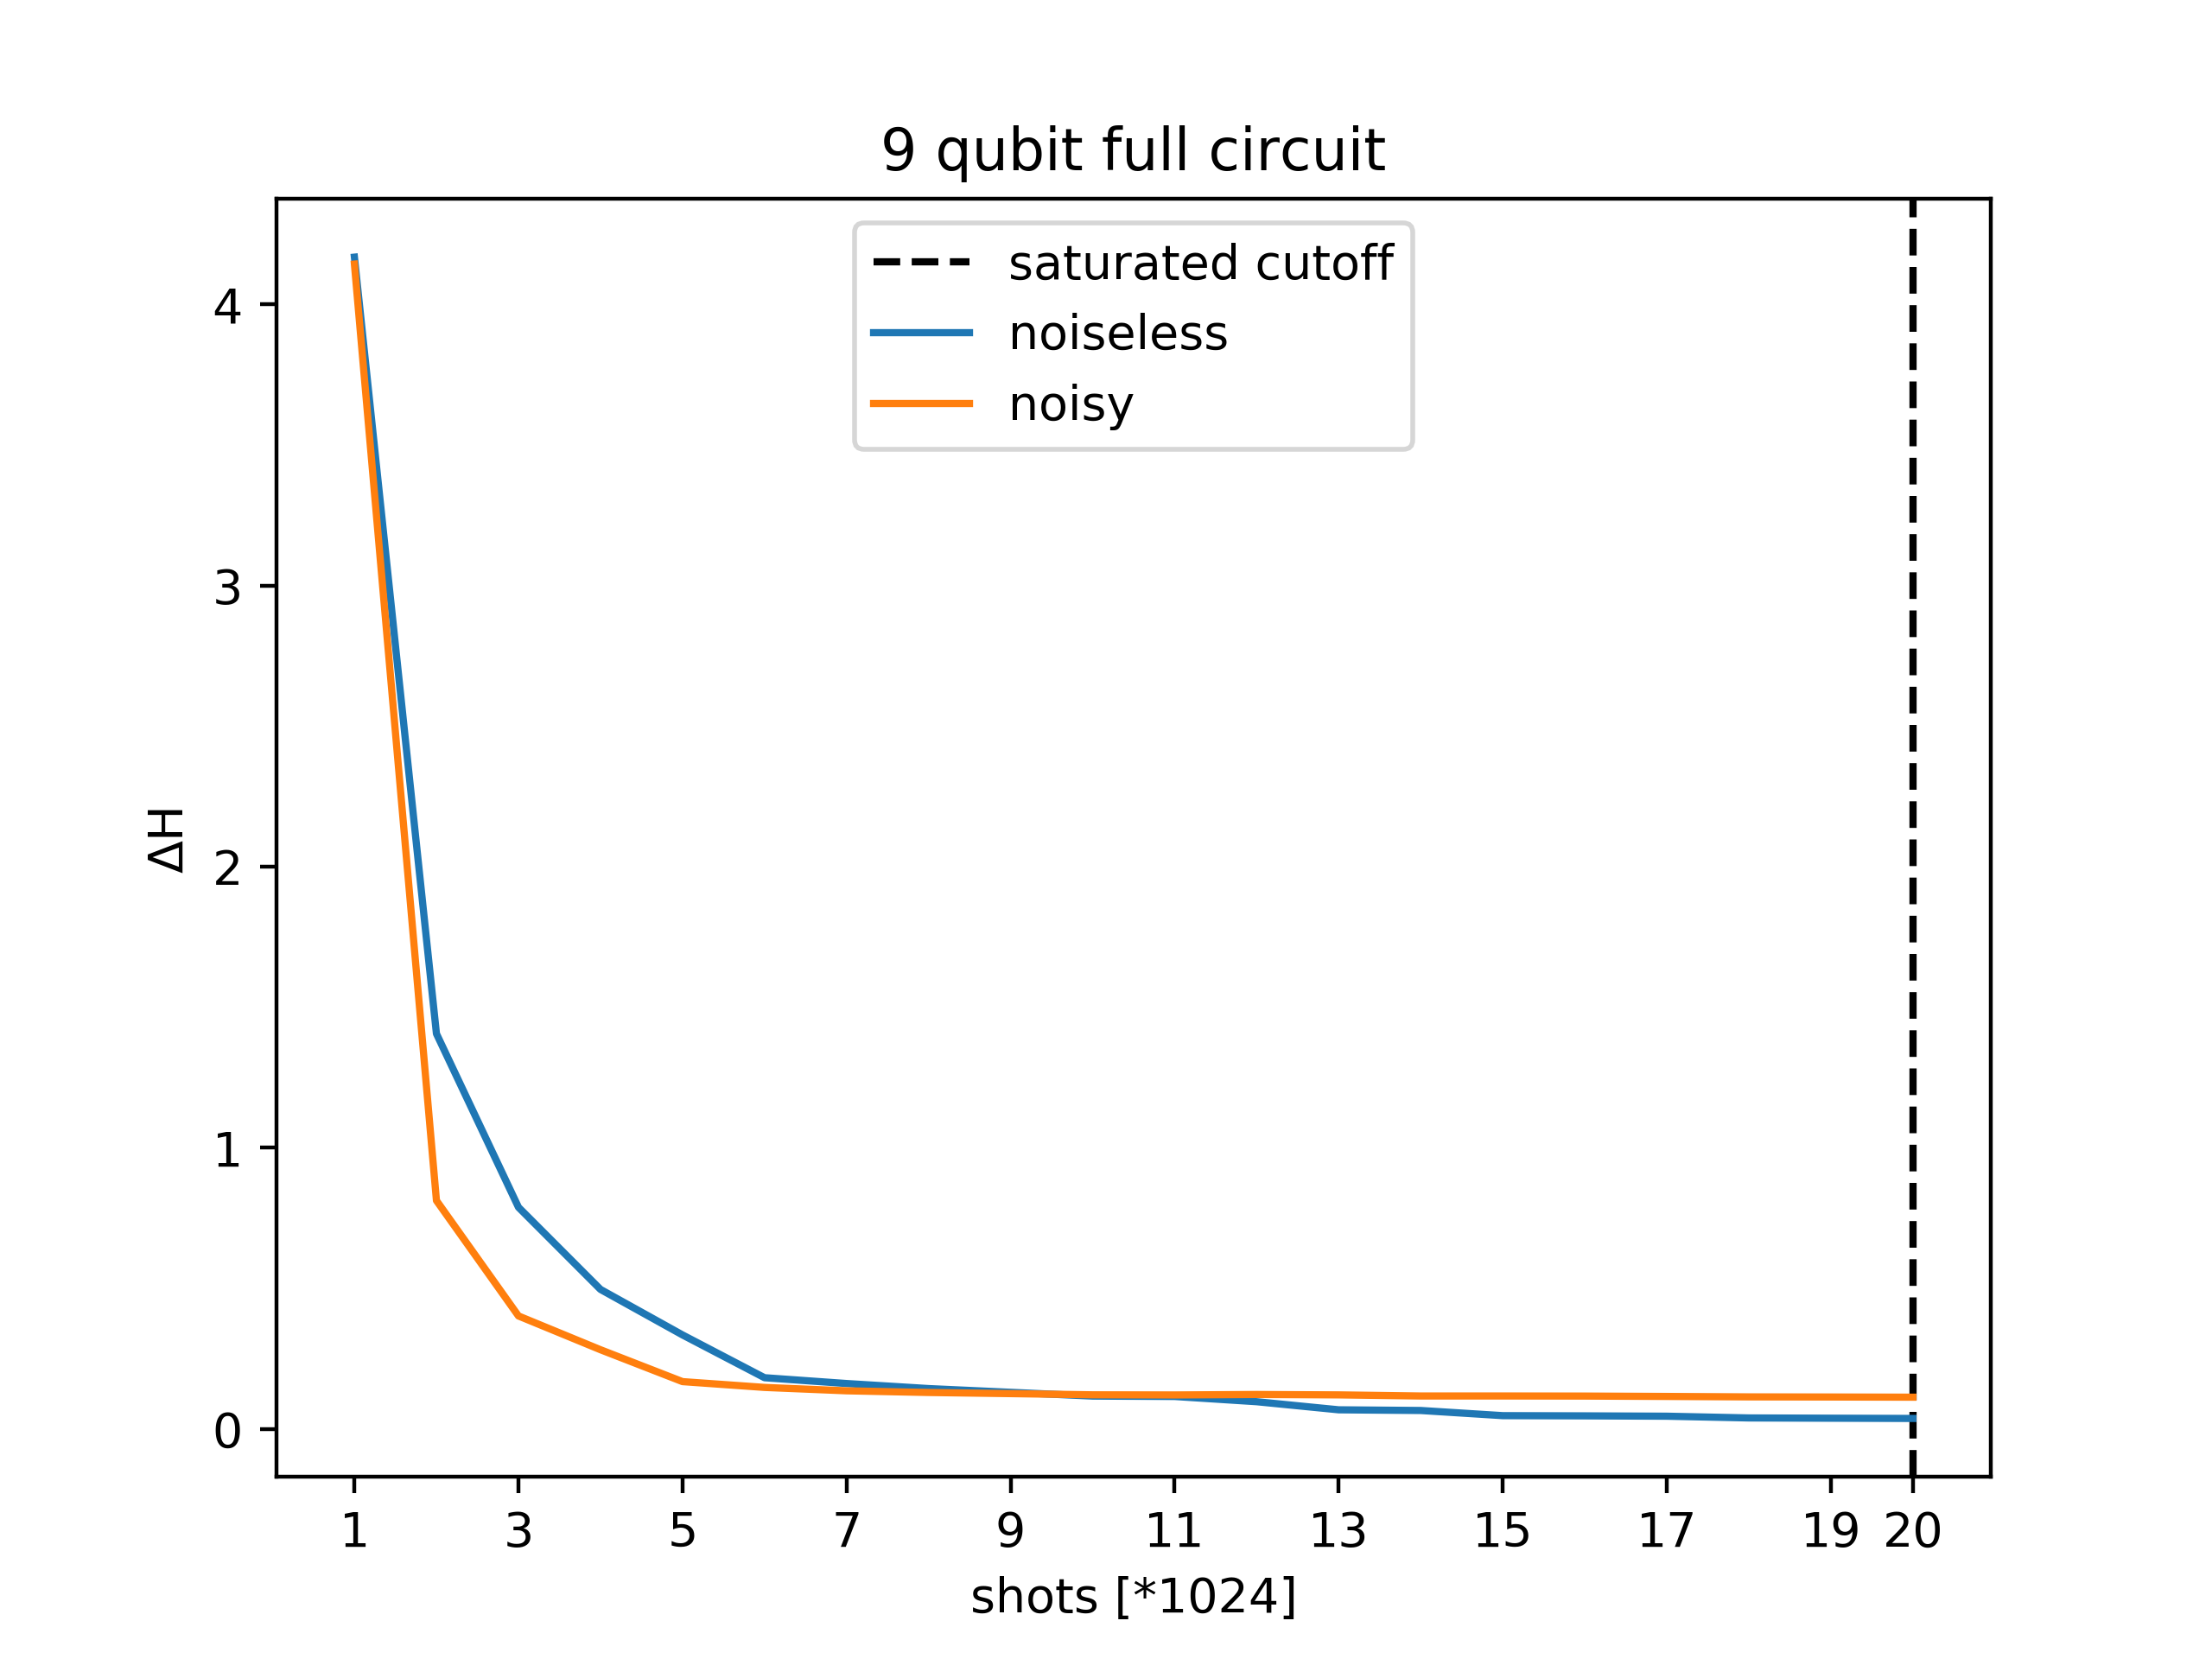 9 qubit full circuit
saturated cutoff
noiseless
noisy
4
3
2
1
0
ΔH
1 3 5 7 9 11 13 15 17 19 20
shots [*1024]